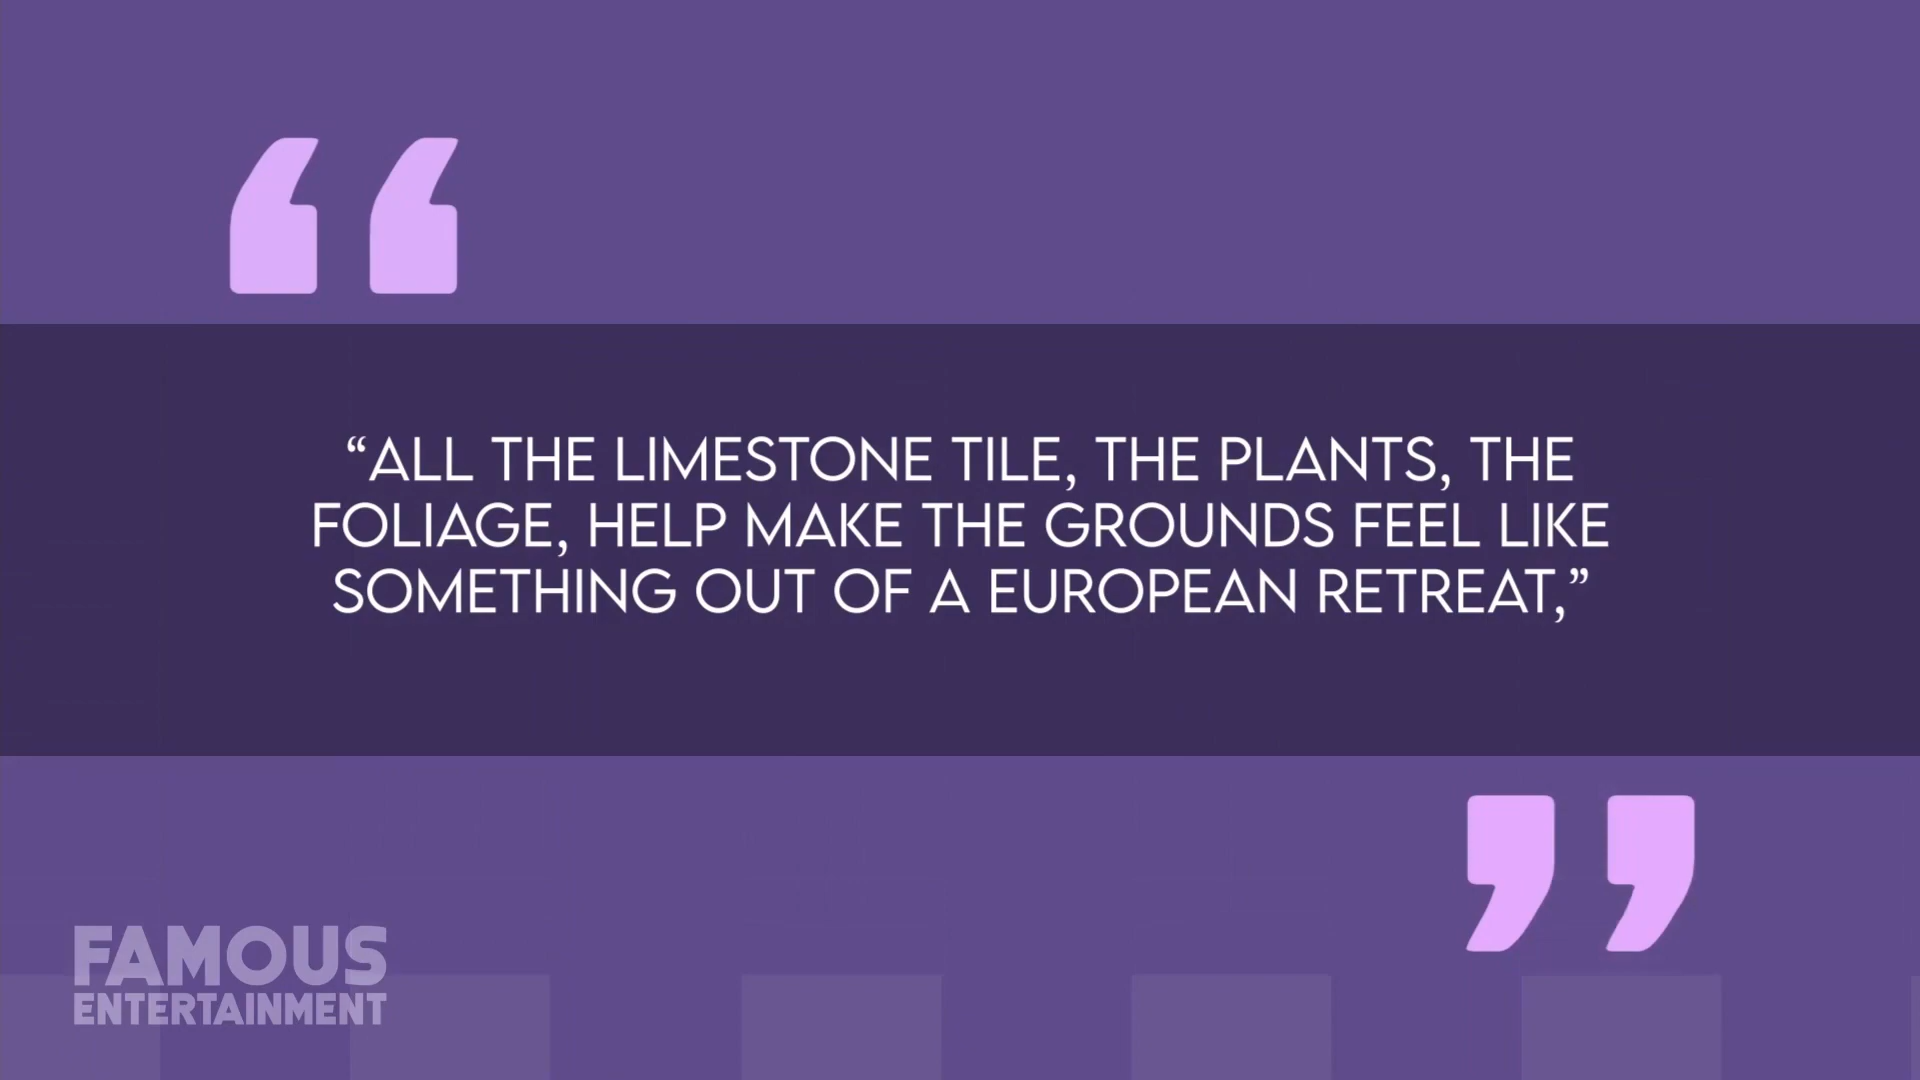 “ALL THE LIMESTONE TILE, THE PLANTS, THE
FOLIAGE, HELP MAKE THE GROUNDS FEEL LIKE
SOMETHING OUT OF A EUROPEAN RETREAT,”
FAMOUS
ENTERTAINMENT